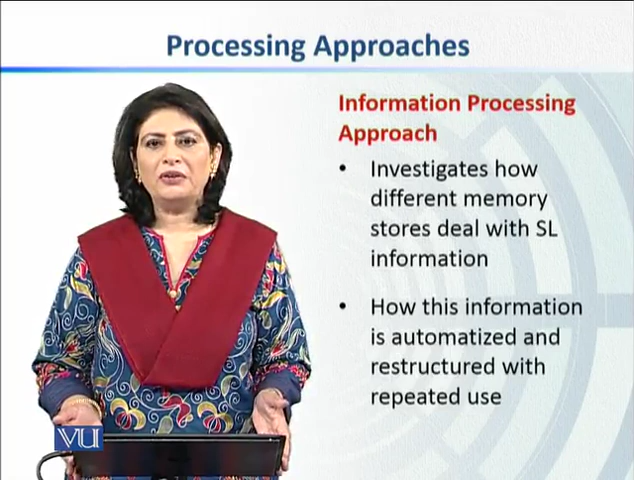 Processing Approaches
Information Processing
Approach
• Investigates how
different memory
stores deal with SL
information
• How this information
is automatized and
restructured with
repeated use
VU